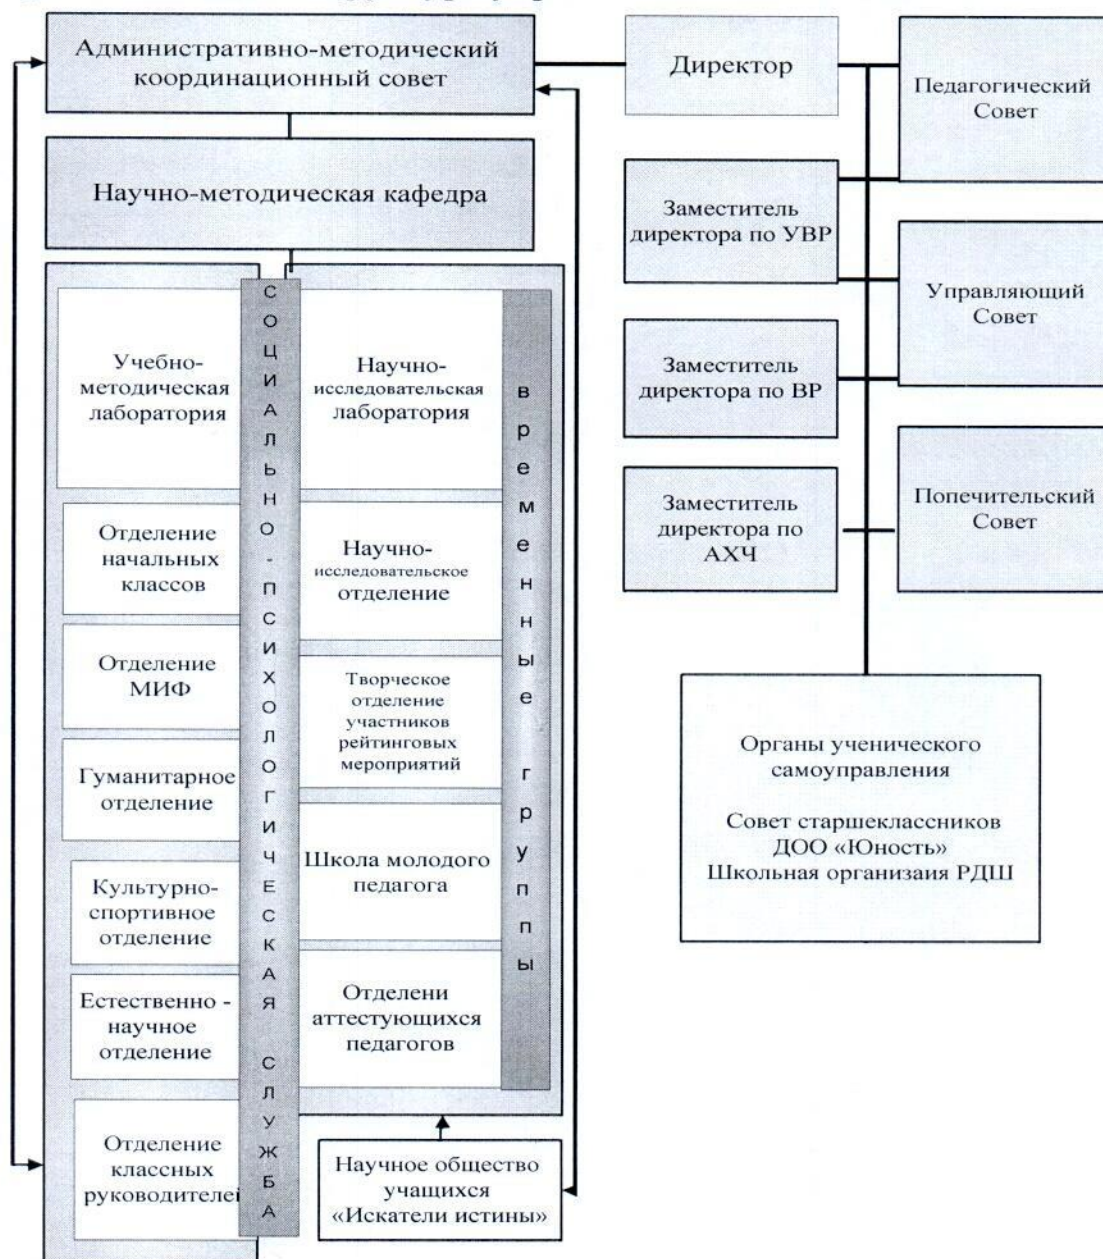 Административно-методический
координационный совет
Директор
Педагогический
Совет
Научно-методическая кафедра
Заместитель
директора по УВР
Управляющий
Совет
Заместитель
директора по ВР
Попечительский
Совет
Заместитель
директора по
АХЧ
Органы ученического
самоуправления
Совет старшеклассников
ДОО «Юность»
Школьная организаия РДШ
Учебно-
методическая
лаборатория
Отделение
начальных
классов
Отделение
МИФ
Гуманитарное
отделение
Культурно-
спортивное
отделение
Естественно -
научное
отделение
Отделение
классных
руководителей
СОЦИАЛЬНО-ПСИХОЛОГИЧЕСКАЯ СЛУЖБА
Научно-
исследовательская
лаборатория
Научно-
исследовательское
отделение
Творческое
отделение
участников
рейтинговых
мероприятий
Школа молодого
педагога
Отделени
аттестующихся
педагогов
временные группы
Научное общество
учащихся
«Искатели истины»